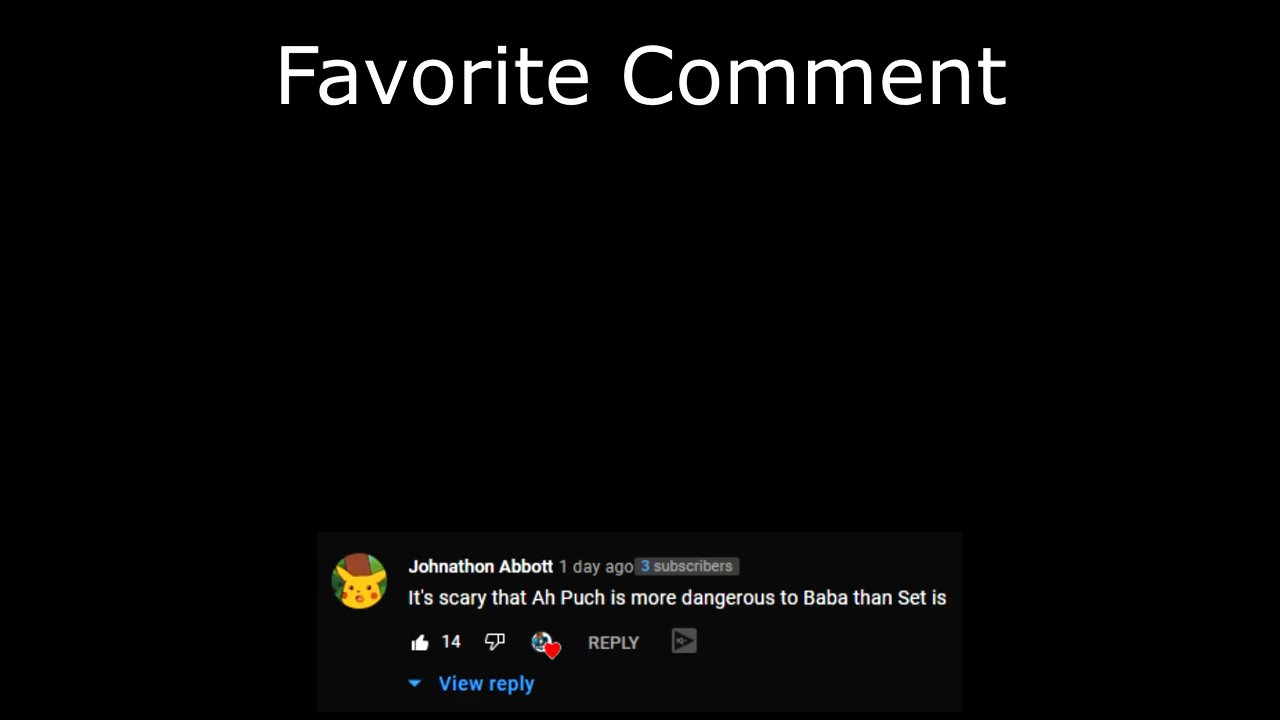 Favorite Comment
Johnathon Abbott 1 day ago 3 subscribers
It's scary that Ah Puch is more dangerous to Baba than Set is
14 REPLY
View reply